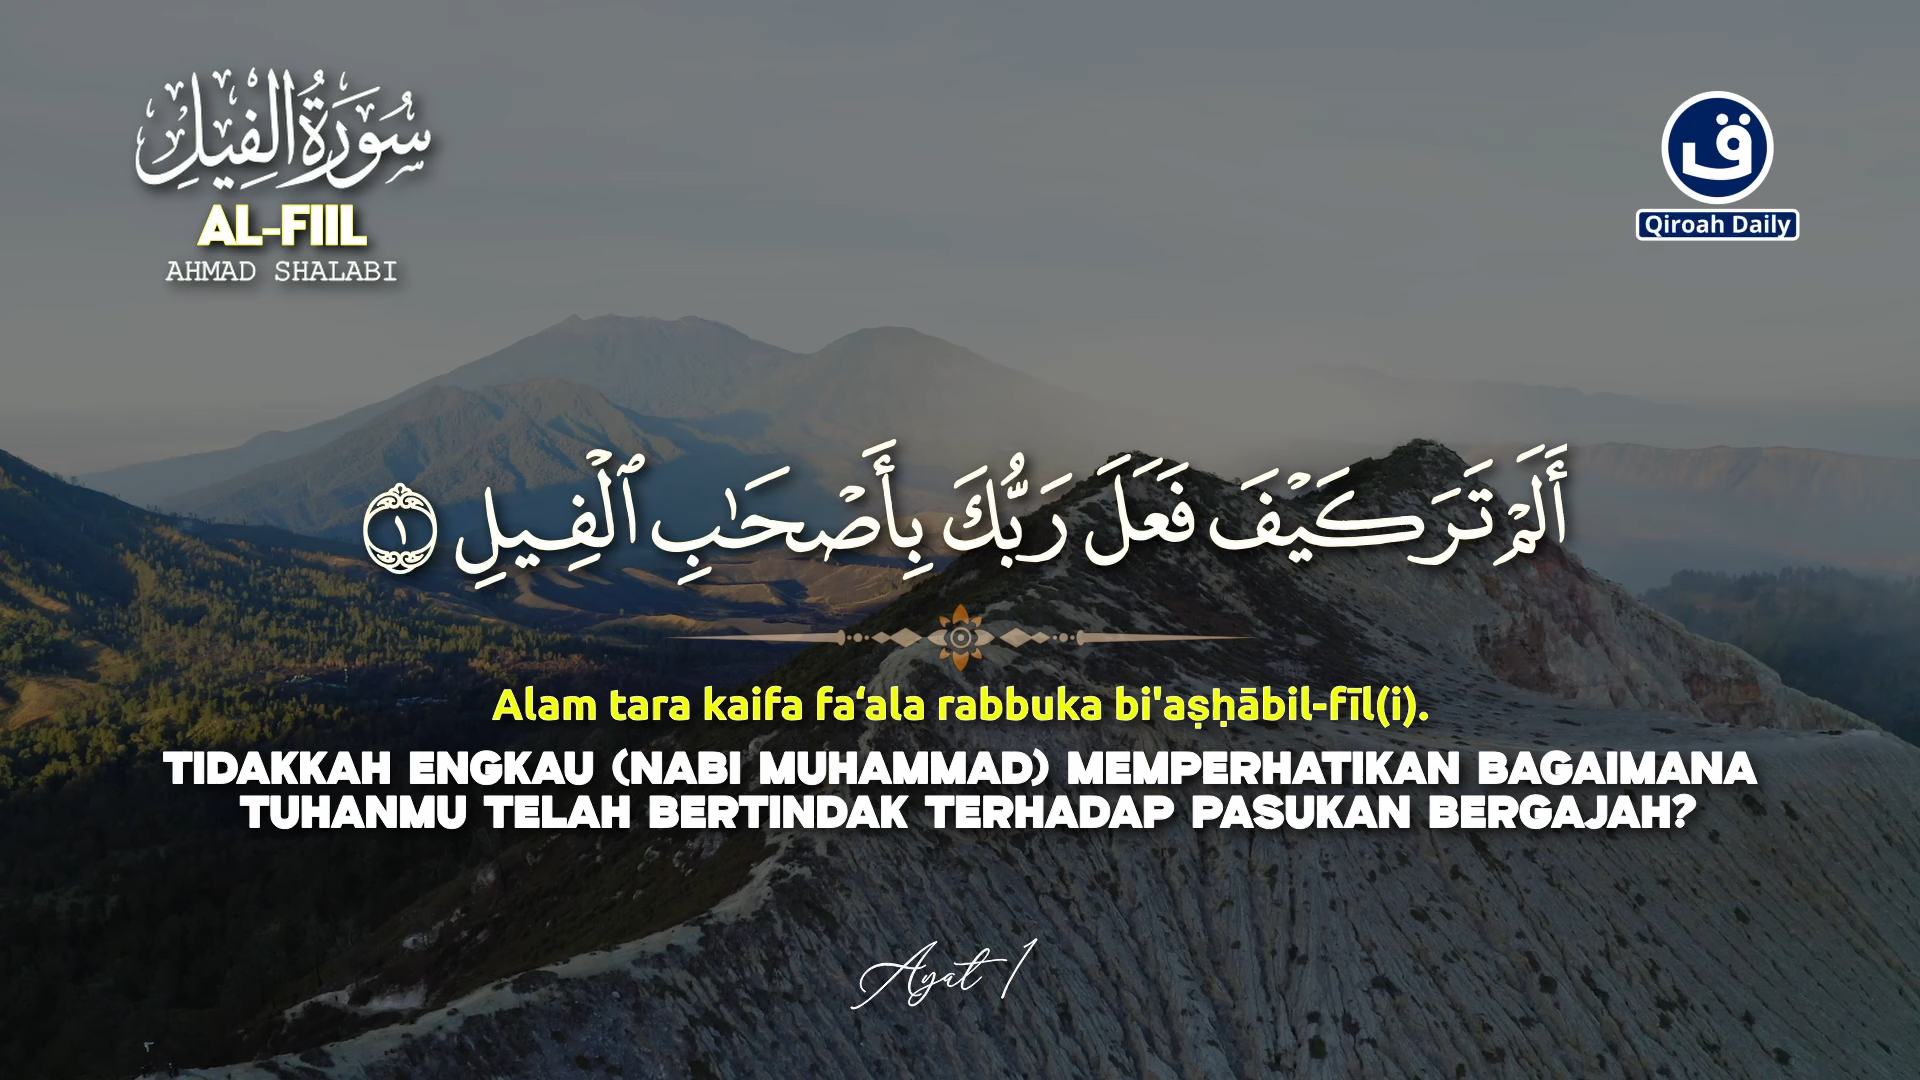 سُورَةُ الْفِيلِ
AL-FIIL
AHMAD SHALABI
Qiroah Daily
أَلَمْ تَرَ كَيْفَ فَعَلَ رَبُّكَ بِأَصْحَٰبِ ٱلْفِيلِ ١
Alam tara kaifa fa‘ala rabbuka bi'aṣḥābil-fīl(i).
TIDAKKAH ENGKAU (NABI MUHAMMAD) MEMPERHATIKAN BAGAIMANA
TUHANMU TELAH BERTINDAK TERHADAP PASUKAN BERGAJAH?
Ayat 1